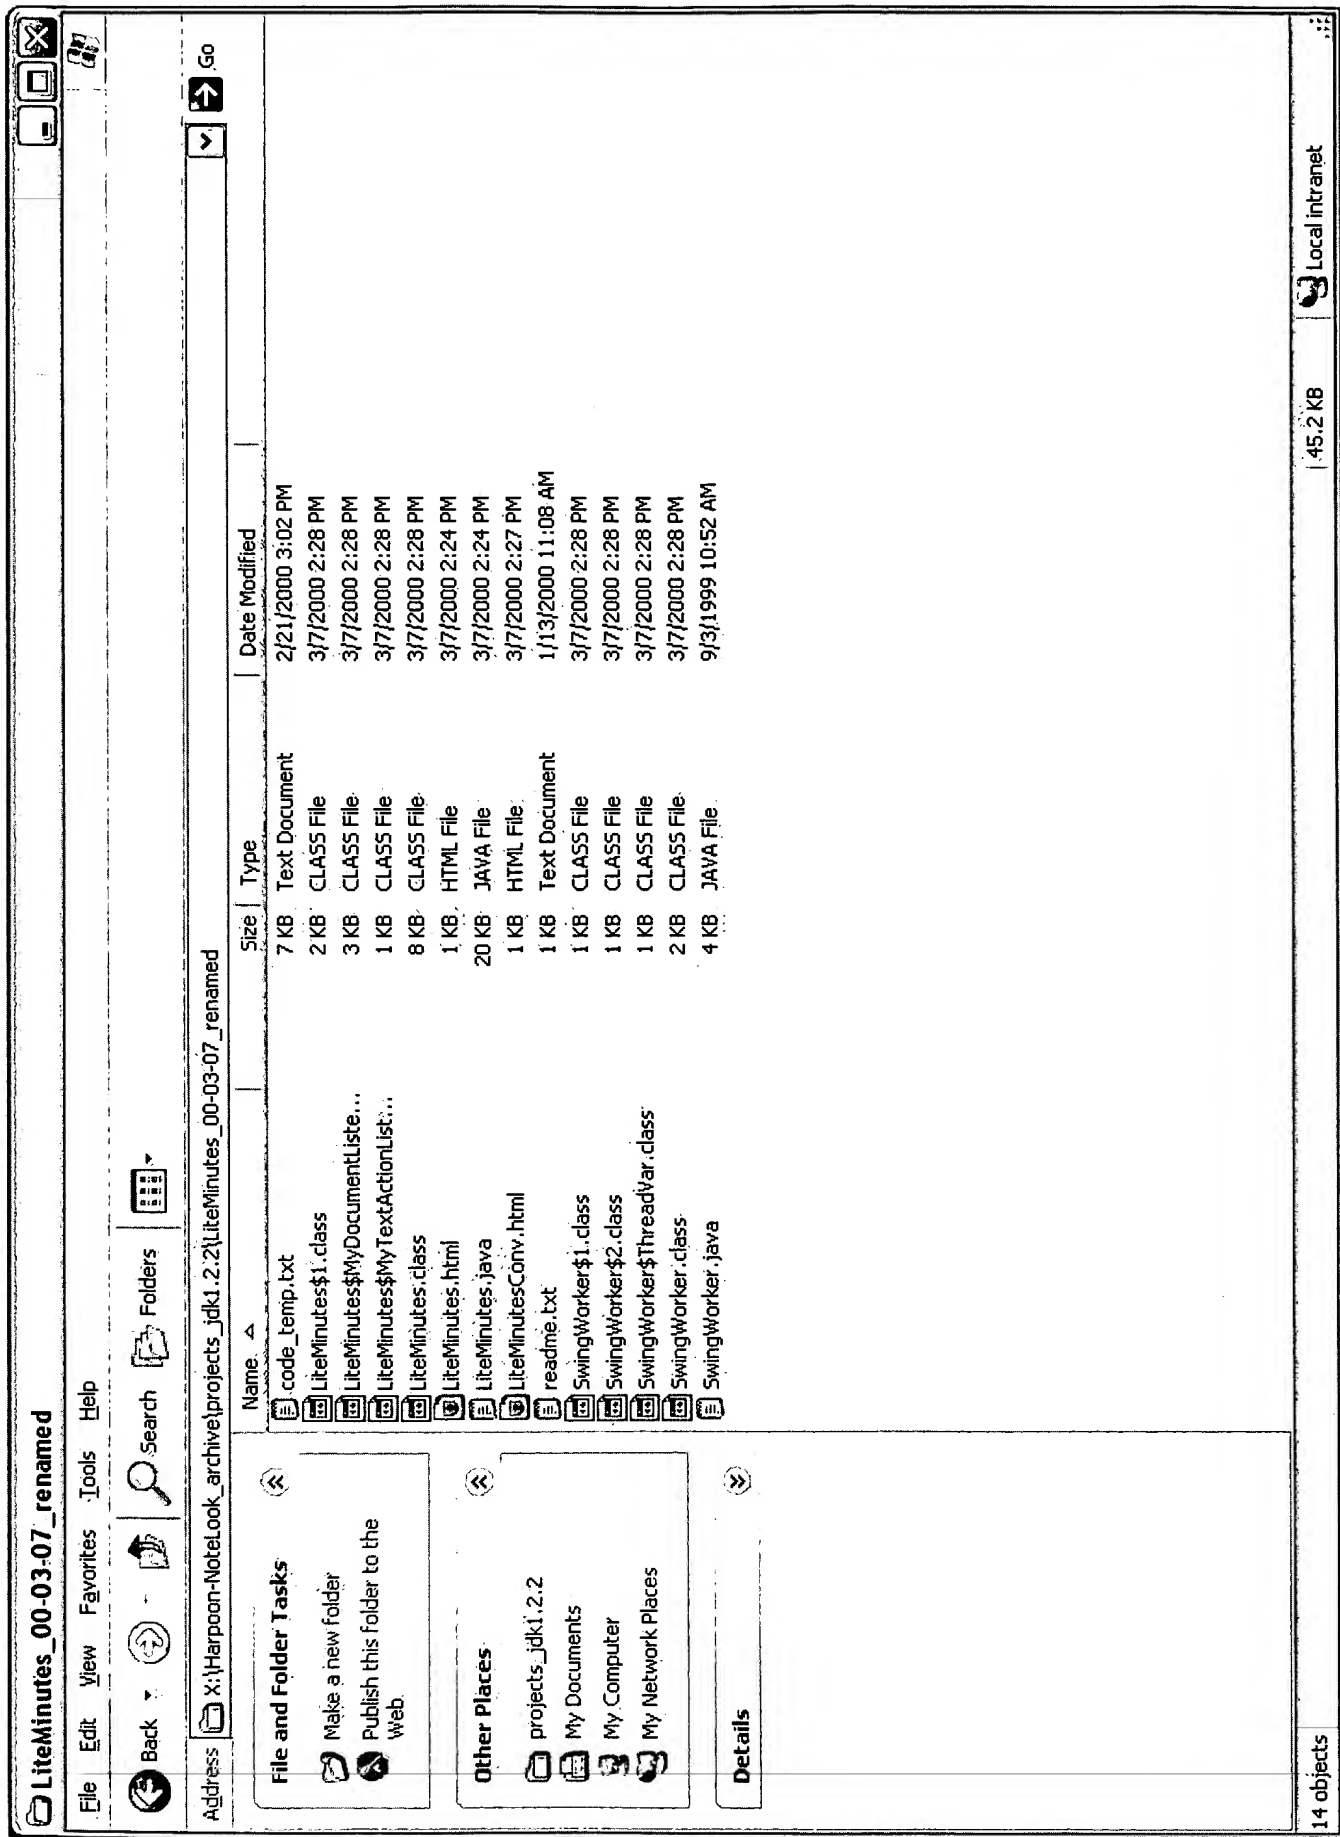 LiteMinutes_00-03-07_renamed
File Edit View Favorites Tools Help
Back Search Folders
Address X:\Harpoon-NoteLook_archive\projects_jdk1.2.2\LiteMinutes_00-03-07_renamed Go
File and Folder Tasks
Make a new folder
Publish this folder to the
Web
Other Places
projects_jdk1.2.2
My Documents
My Computer
My Network Places
Details
Name Size Type Date Modified
code_temp.txt 7 KB Text Document 2/21/2000 3:02 PM
LiteMinutes$1.class 2 KB CLASS File 3/7/2000 2:28 PM
LiteMinutes$MyDocumentListe... 3 KB CLASS File 3/7/2000 2:28 PM
LiteMinutes$MyTextActionList... 1 KB CLASS File 3/7/2000 2:28 PM
LiteMinutes.class 8 KB CLASS File 3/7/2000 2:28 PM
LiteMinutes.html 1 KB HTML File 3/7/2000 2:24 PM
LiteMinutes.java 20 KB JAVA File 3/7/2000 2:24 PM
LiteMinutesConv.html 1 KB HTML File 3/7/2000 2:27 PM
readme.txt 1 KB Text Document 1/13/2000 11:08 AM
SwingWorker$1.class 1 KB CLASS File 3/7/2000 2:28 PM
SwingWorker$2.class 1 KB CLASS File 3/7/2000 2:28 PM
SwingWorker$ThreadVar.class 1 KB CLASS File 3/7/2000 2:28 PM
SwingWorker.class 2 KB CLASS File 3/7/2000 2:28 PM
SwingWorker.java 4 KB JAVA File 9/3/1999 10:52 AM
14 objects 45.2 KB Local intranet